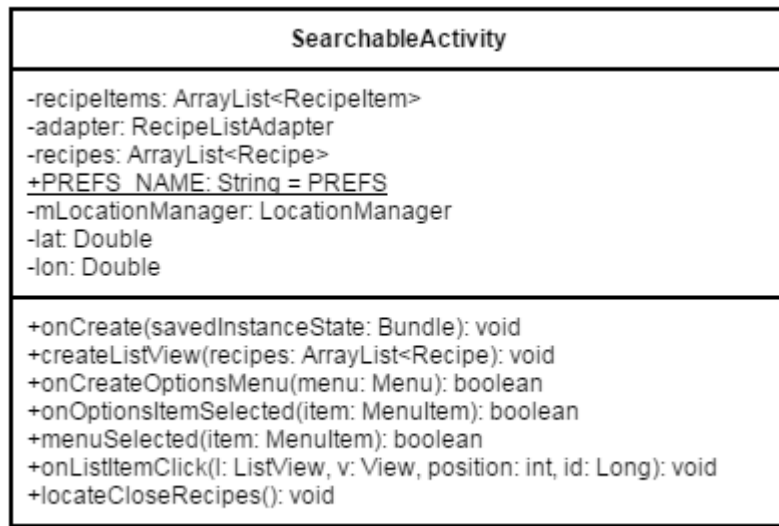 SearchableActivity
-recipeItems: ArrayList<RecipeItem>
-adapter: RecipeListAdapter
-recipes: ArrayList<Recipe>
+PREFS_NAME: String = PREFS
-mLocationManager: LocationManager
-lat: Double
-lon: Double
+onCreate(savedInstanceState: Bundle): void
+createListView(recipes: ArrayList<Recipe): void
+onCreateOptionsMenu(menu: Menu): boolean
+onOptionsItemSelected(item: MenuItem): boolean
+menuSelected(item: MenuItem): boolean
+onListItemClick(l: ListView, v: View, position: int, id: Long): void
+locateCloseRecipes(): void